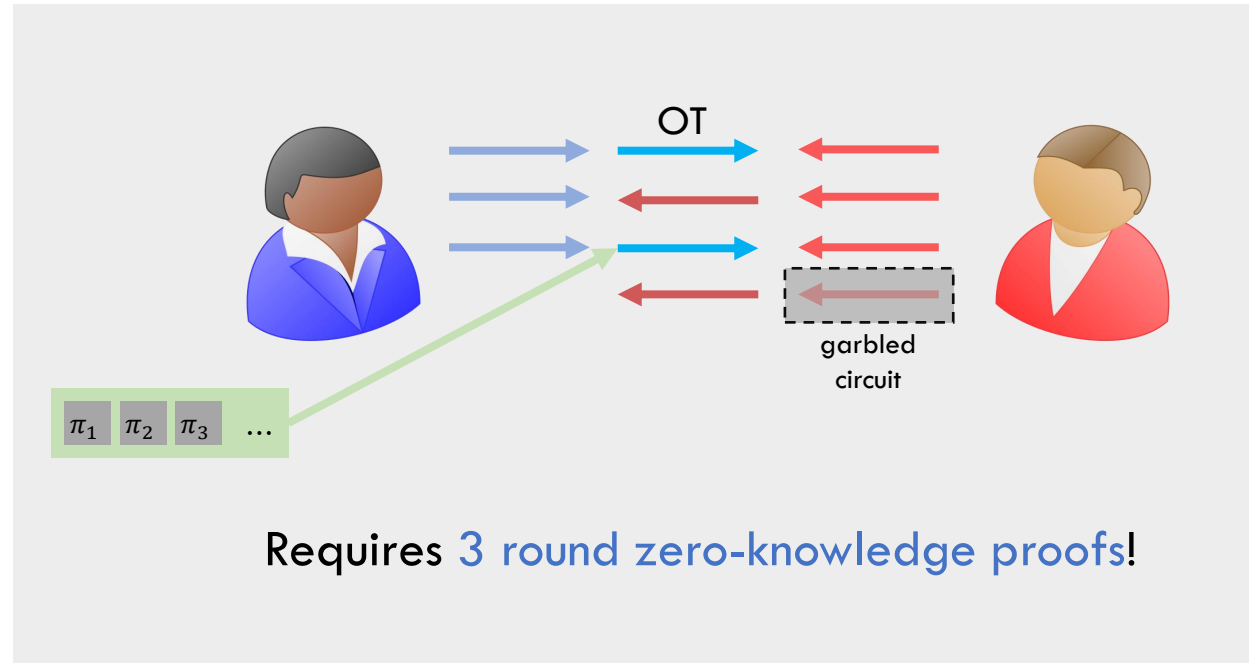 OT
garbled
circuit
π₁ π₂ π₃ ...
Requires 3 round zero-knowledge proofs!